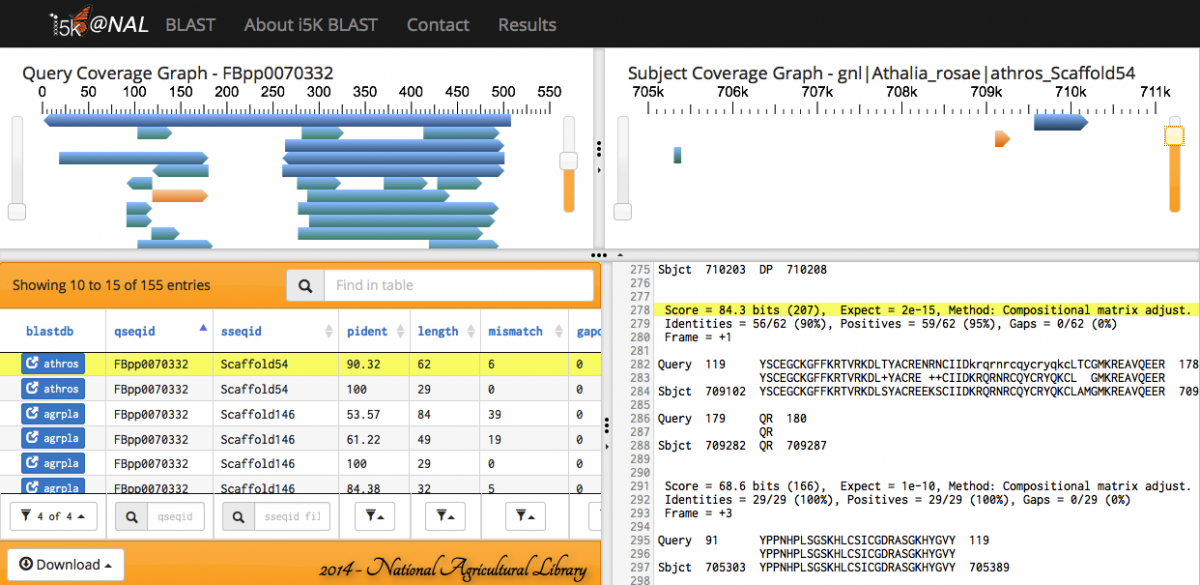 i5k@NAL BLAST About i5K BLAST Contact Results
Query Coverage Graph - FBpp0070332
0 50 100 150 200 250 300 350 400 450 500 550
Subject Coverage Graph - gnl|Athalia_rosae|athros_Scaffold54
705k 706k 707k 708k 709k 710k 711k
Showing 10 to 15 of 155 entries
Find in table
blastdb qseqid sseqid pident length mismatch gapo
athros FBpp0070332 Scaffold54 90.32 62 6 0
athros FBpp0070332 Scaffold54 100 29 0 0
agrpla FBpp0070332 Scaffold146 53.57 84 39 0
agrpla FBpp0070332 Scaffold146 61.22 49 19 0
agrpla FBpp0070332 Scaffold146 100 29 0 0
agrpla FBpp0070332 Scaffold146 84.38 32 5 0
4 of 4 qseqid sseqid fil
Download
2014 - National Agricultural Library
275 Sbjct 710203 DP 710208
276
277
278 Score = 84.3 bits (207), Expect = 2e-15, Method: Compositional matrix adjust.
279 Identities = 56/62 (90%), Positives = 59/62 (95%), Gaps = 0/62 (0%)
280 Frame = +1
281
282 Query 119 YSCEGCKGFFKRTVRKDLTYACRENRNCIIDkrqrnrcqycryqkcLTCGMKREAVQEER 178
283 YSCEGCKGFFKRTVRKDL+YACRE ++CIIDKRQRNRCQYCRYQKCL GMKREAVQEER
284 Sbjct 709102 YSCEGCKGFFKRTVRKDLSYACREEKSCIIDKRQRNRCQYCRYQKCLAMGMKREAVQEER 709
285
286 Query 179 QR 180
287 QR
288 Sbjct 709282 QR 709287
289
290
291 Score = 68.6 bits (166), Expect = 1e-10, Method: Compositional matrix adjust.
292 Identities = 29/29 (100%), Positives = 29/29 (100%), Gaps = 0/29 (0%)
293 Frame = +3
294
295 Query 91 YPPNHPLSGSKHLCSICGDRASGKHYGVY 119
296 YPPNHPLSGSKHLCSICGDRASGKHYGVY
297 Sbjct 705303 YPPNHPLSGSKHLCSICGDRASGKHYGVY 705389
298